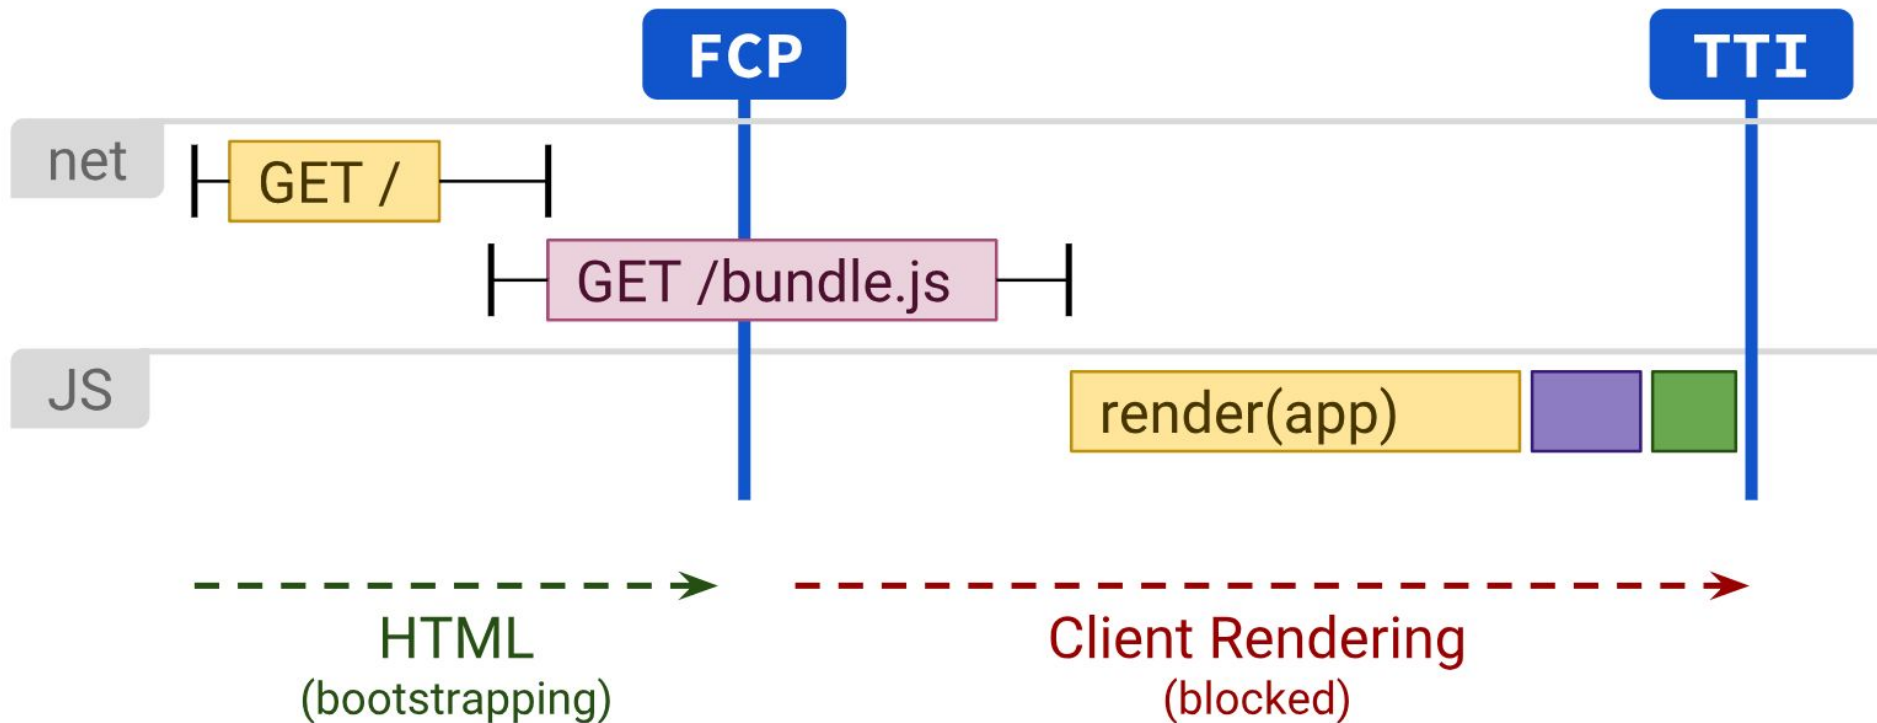 FCP
TTI
net
GET /
GET /bundle.js
JS
render(app)
HTML
(bootstrapping)
Client Rendering
(blocked)